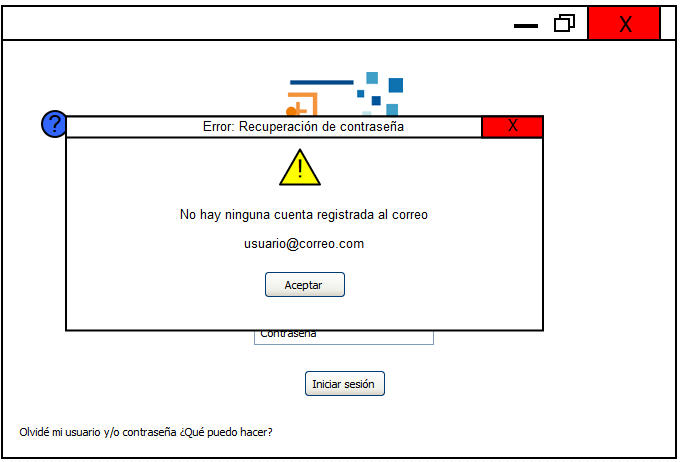 X
?
Error: Recuperación de contraseña
X
!
No hay ninguna cuenta registrada al correo
usuario@correo.com
Aceptar
Contraseña
Iniciar sesión
Olvidé mi usuario y/o contraseña ¿Qué puedo hacer?